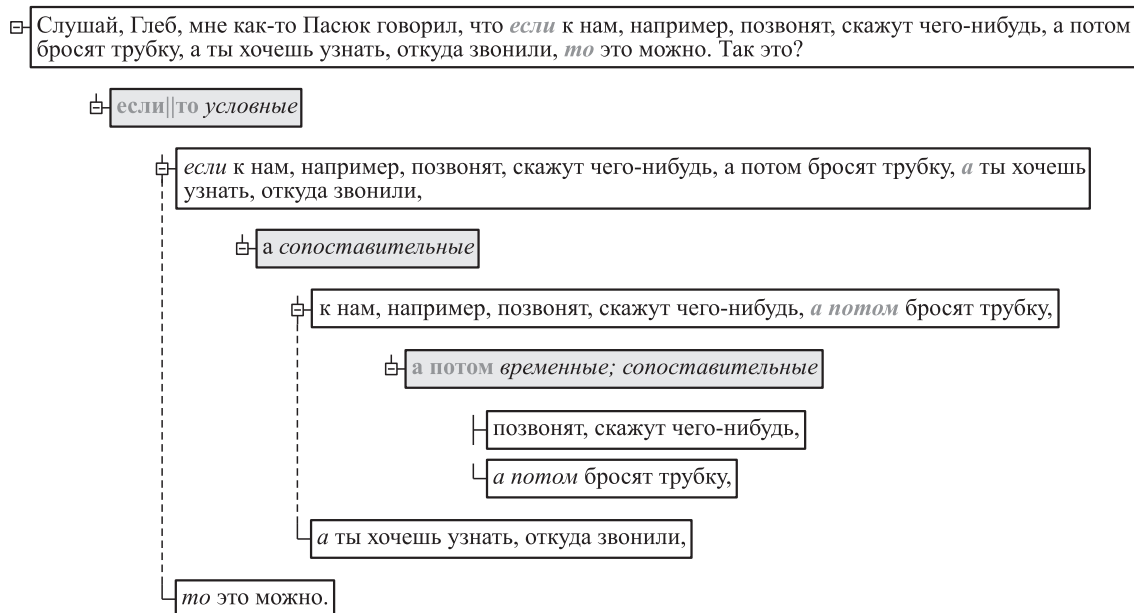 Слушай, Глеб, мне как-то Пасюк говорил, что если к нам, например, позвонят, скажут чего-нибудь, а потом
бросят трубку, а ты хочешь узнать, откуда звонили, то это можно. Так это?
если||то условные
если к нам, например, позвонят, скажут чего-нибудь, а потом бросят трубку, а ты хочешь
узнать, откуда звонили,
а сопоставительные
к нам, например, позвонят, скажут чего-нибудь, а потом бросят трубку,
а потом временные; сопоставительные
позвонят, скажут чего-нибудь,
а потом бросят трубку,
а ты хочешь узнать, откуда звонили,
то это можно.